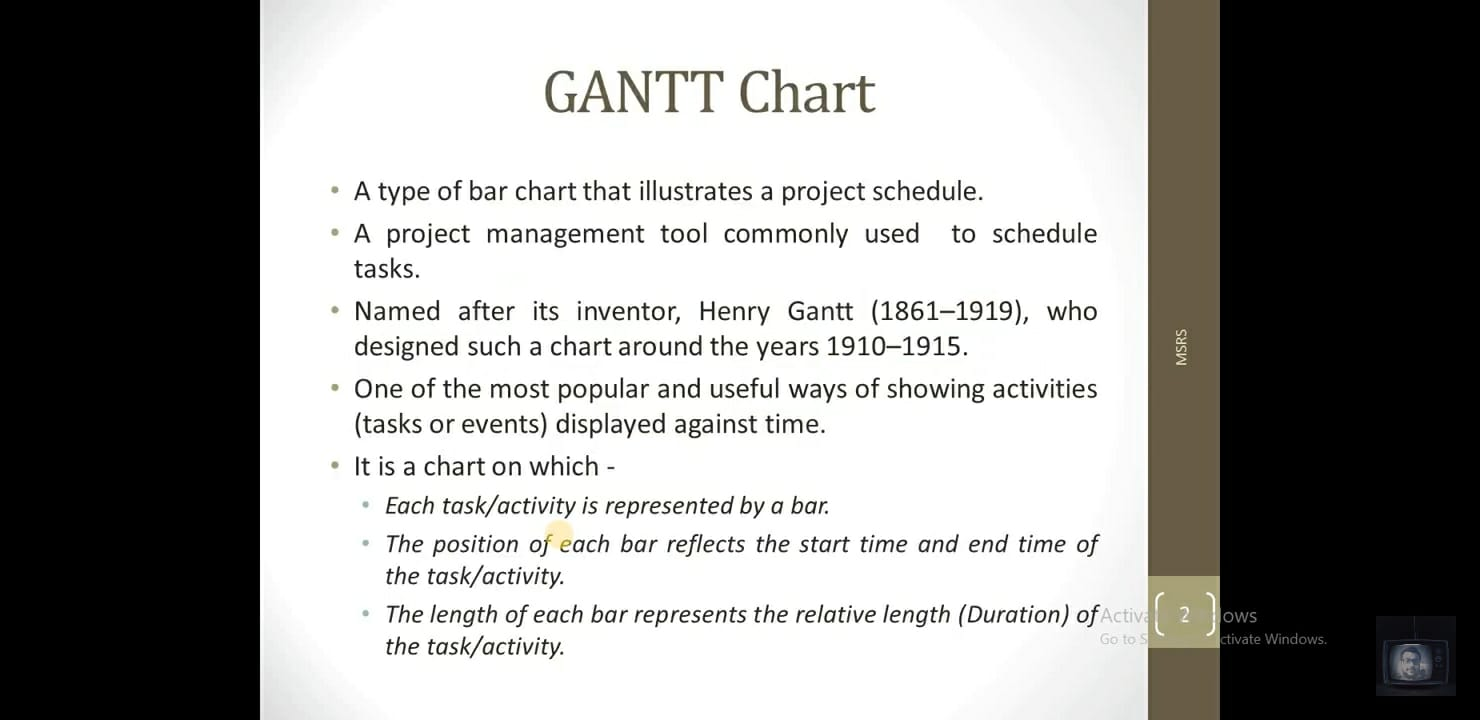 GANTT Chart
• A type of bar chart that illustrates a project schedule.
• A project management tool commonly used to schedule
tasks.
• Named after its inventor, Henry Gantt (1861–1919), who
designed such a chart around the years 1910–1915.
• One of the most popular and useful ways of showing activities
(tasks or events) displayed against time.
• It is a chart on which -
• Each task/activity is represented by a bar.
• The position of each bar reflects the start time and end time of
the task/activity.
• The length of each bar represents the relative length (Duration) of
the task/activity.
MSRS
2
Go to
Windows.